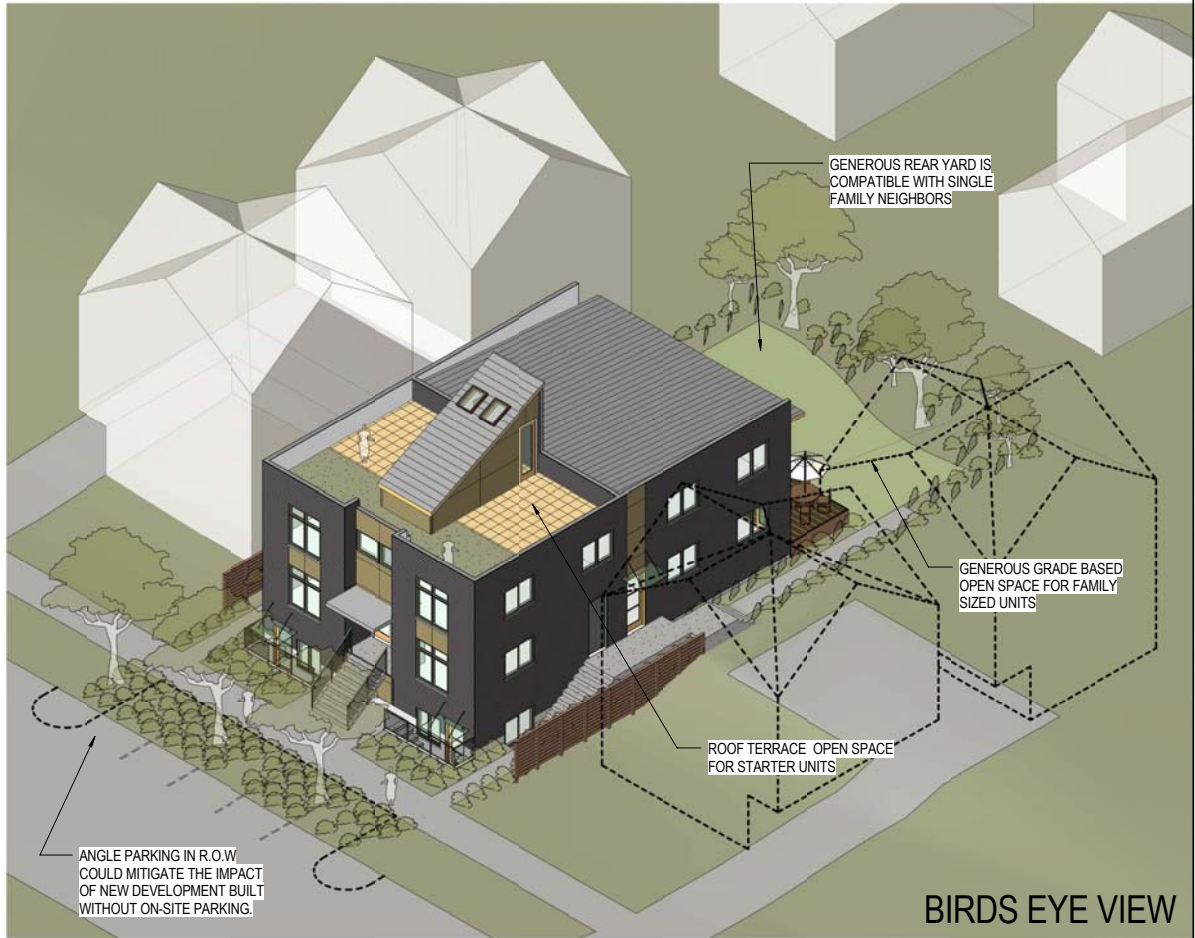 GENEROUS REAR YARD IS
COMPATIBLE WITH SINGLE
FAMILY NEIGHBORS
GENEROUS GRADE BASED
OPEN SPACE FOR FAMILY
SIZED UNITS
ROOF TERRACE OPEN SPACE
FOR STARTER UNITS
ANGLE PARKING IN R.O.W
COULD MITIGATE THE IMPACT
OF NEW DEVELOPMENT BUILT
WITHOUT ON-SITE PARKING.
BIRDS EYE VIEW